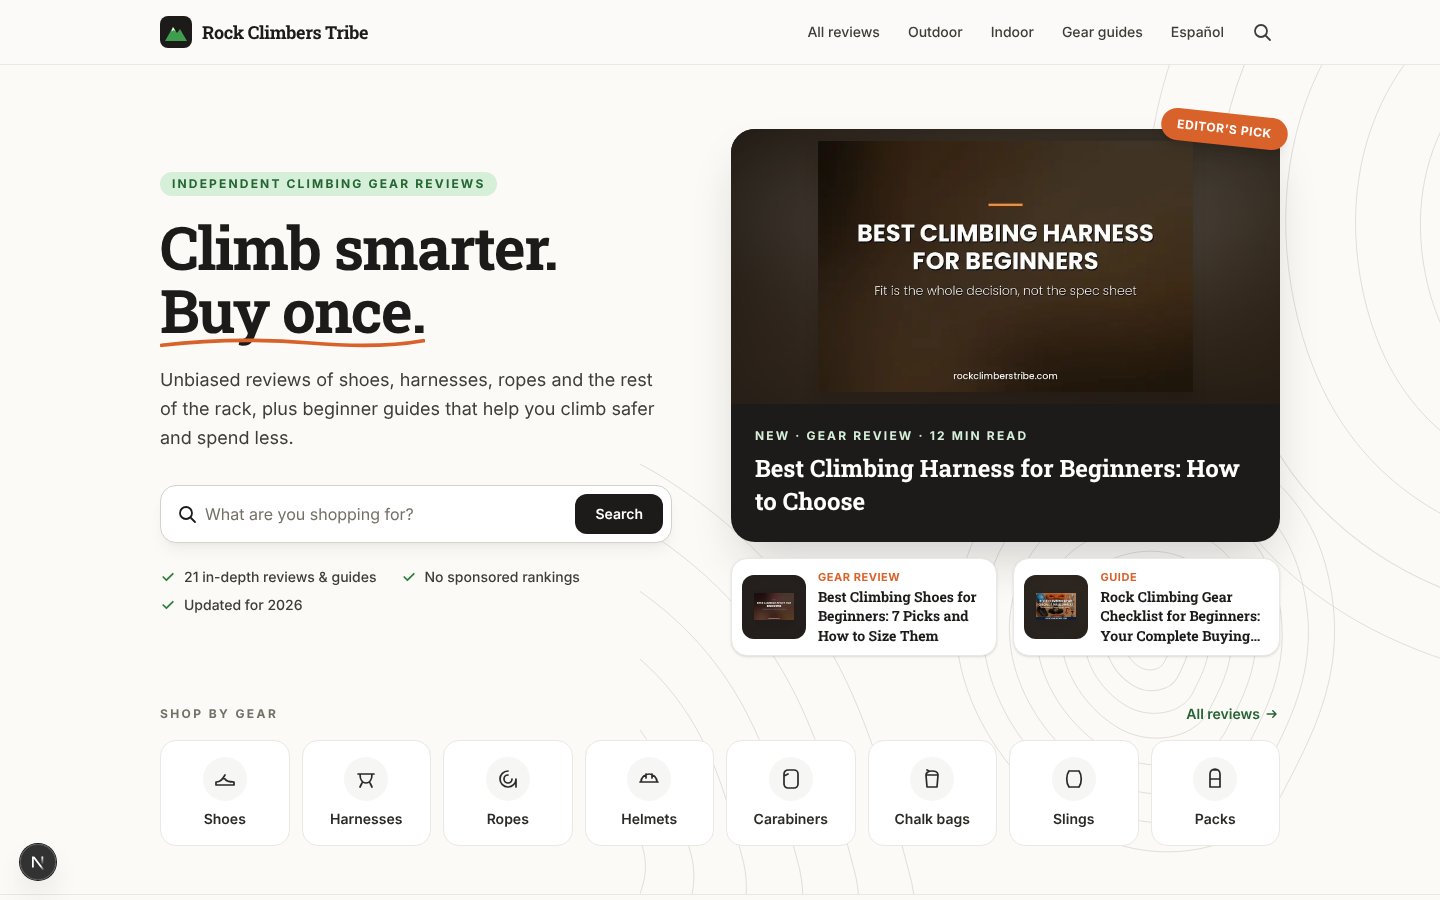 Rock Climbers Tribe
All reviews
Outdoor
Indoor
Gear guides
Español
INDEPENDENT CLIMBING GEAR REVIEWS
Climb smarter.
Buy once.
Unbiased reviews of shoes, harnesses, ropes and the rest
of the rack, plus beginner guides that help you climb safer
and spend less.
What are you shopping for?
Search
21 in-depth reviews & guides
No sponsored rankings
Updated for 2026
EDITOR'S PICK
BEST CLIMBING HARNESS
FOR BEGINNERS
Fit is the whole decision, not the spec sheet
rockclimberstribe.com
NEW · GEAR REVIEW · 12 MIN READ
Best Climbing Harness for Beginners: How
to Choose
GEAR REVIEW
Best Climbing Shoes for
Beginners: 7 Picks and
How to Size Them
GUIDE
Rock Climbing Gear
Checklist for Beginners:
Your Complete Buying...
SHOP BY GEAR
All reviews →
Shoes
Harnesses
Ropes
Helmets
Carabiners
Chalk bags
Slings
Packs
N